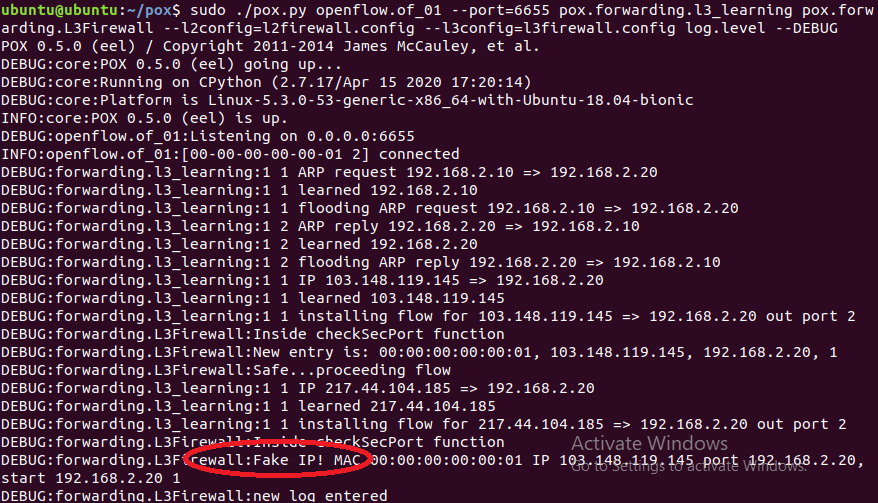 ubuntu@ubuntu:~/pox$ sudo ./pox.py openflow.of_01 --port=6655 pox.forwarding.l3_learning pox.forw
arding.L3Firewall --l2config=l2firewall.config --l3config=l3firewall.config log.level --DEBUG
POX 0.5.0 (eel) / Copyright 2011-2014 James McCauley, et al.
DEBUG:core:POX 0.5.0 (eel) going up...
DEBUG:core:Running on CPython (2.7.17/Apr 15 2020 17:20:14)
DEBUG:core:Platform is Linux-5.3.0-53-generic-x86_64-with-Ubuntu-18.04-bionic
INFO:core:POX 0.5.0 (eel) is up.
DEBUG:openflow.of_01:Listening on 0.0.0.0:6655
INFO:openflow.of_01:[00-00-00-00-00-01 2] connected
DEBUG:forwarding.l3_learning:1 1 ARP request 192.168.2.10 => 192.168.2.20
DEBUG:forwarding.l3_learning:1 1 learned 192.168.2.10
DEBUG:forwarding.l3_learning:1 1 flooding ARP request 192.168.2.10 => 192.168.2.20
DEBUG:forwarding.l3_learning:1 2 ARP reply 192.168.2.20 => 192.168.2.10
DEBUG:forwarding.l3_learning:1 2 learned 192.168.2.20
DEBUG:forwarding.l3_learning:1 2 flooding ARP reply 192.168.2.20 => 192.168.2.10
DEBUG:forwarding.l3_learning:1 1 IP 103.148.119.145 => 192.168.2.20
DEBUG:forwarding.l3_learning:1 1 learned 103.148.119.145
DEBUG:forwarding.l3_learning:1 1 installing flow for 103.148.119.145 => 192.168.2.20 out port 2
DEBUG:forwarding.L3Firewall:Inside checkSecPort function
DEBUG:forwarding.L3Firewall:New entry is: 00:00:00:00:00:01, 103.148.119.145, 192.168.2.20, 1
DEBUG:forwarding.L3Firewall:Safe...proceeding flow
DEBUG:forwarding.l3_learning:1 1 IP 217.44.104.185 => 192.168.2.20
DEBUG:forwarding.l3_learning:1 1 learned 217.44.104.185
DEBUG:forwarding.l3_learning:1 1 installing flow for 217.44.104.185 => 192.168.2.20 out port 2
DEBUG:forwarding.L3Firewall:Inside checkSecPort function
Activate Windows
DEBUG:forwarding.L3Firewall:Fake IP! MAC 00:00:00:00:00:01 IP 103.148.119.145 port 192.168.2.20,
Go to Settings to activate Windows.
start 192.168.2.20 1
DEBUG:forwarding.L3Firewall:new log entered